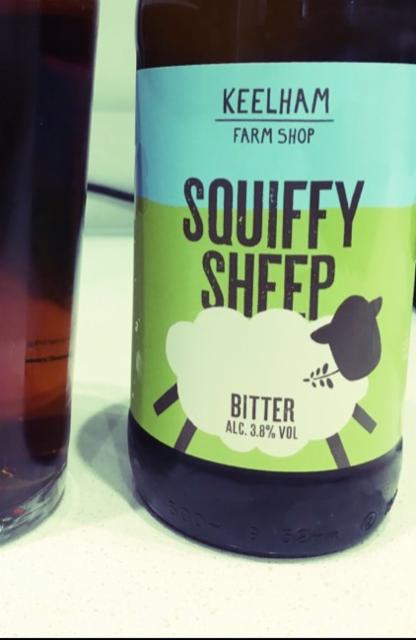 KEELHAM
FARM SHOP
SQUIFFY
SHEEP
BITTER
ALC. 3.8% VOL